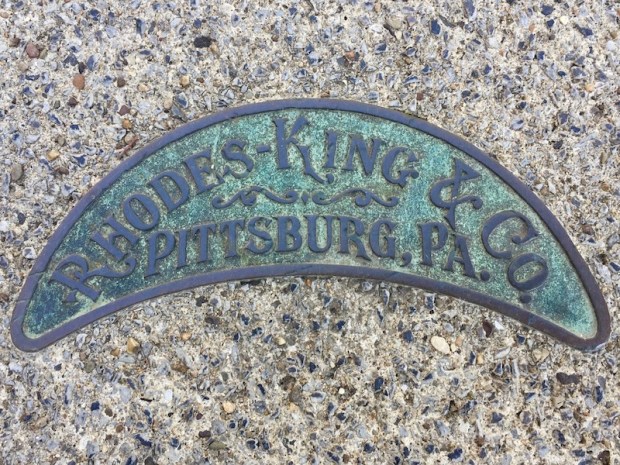 RHODES-KING & CO.
PITTSBURG, PA.